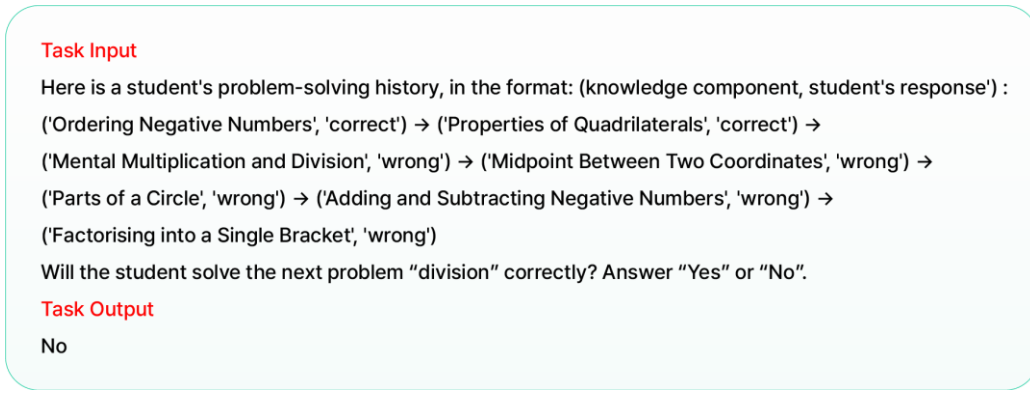 Task Input
Here is a student's problem-solving history, in the format: (knowledge component, student's response') :
('Ordering Negative Numbers', 'correct') → ('Properties of Quadrilaterals', 'correct') →
('Mental Multiplication and Division', 'wrong') → ('Midpoint Between Two Coordinates', 'wrong') →
('Parts of a Circle', 'wrong') → ('Adding and Subtracting Negative Numbers', 'wrong') →
('Factorising into a Single Bracket', 'wrong')
Will the student solve the next problem “division” correctly? Answer “Yes” or “No”.
Task Output
No